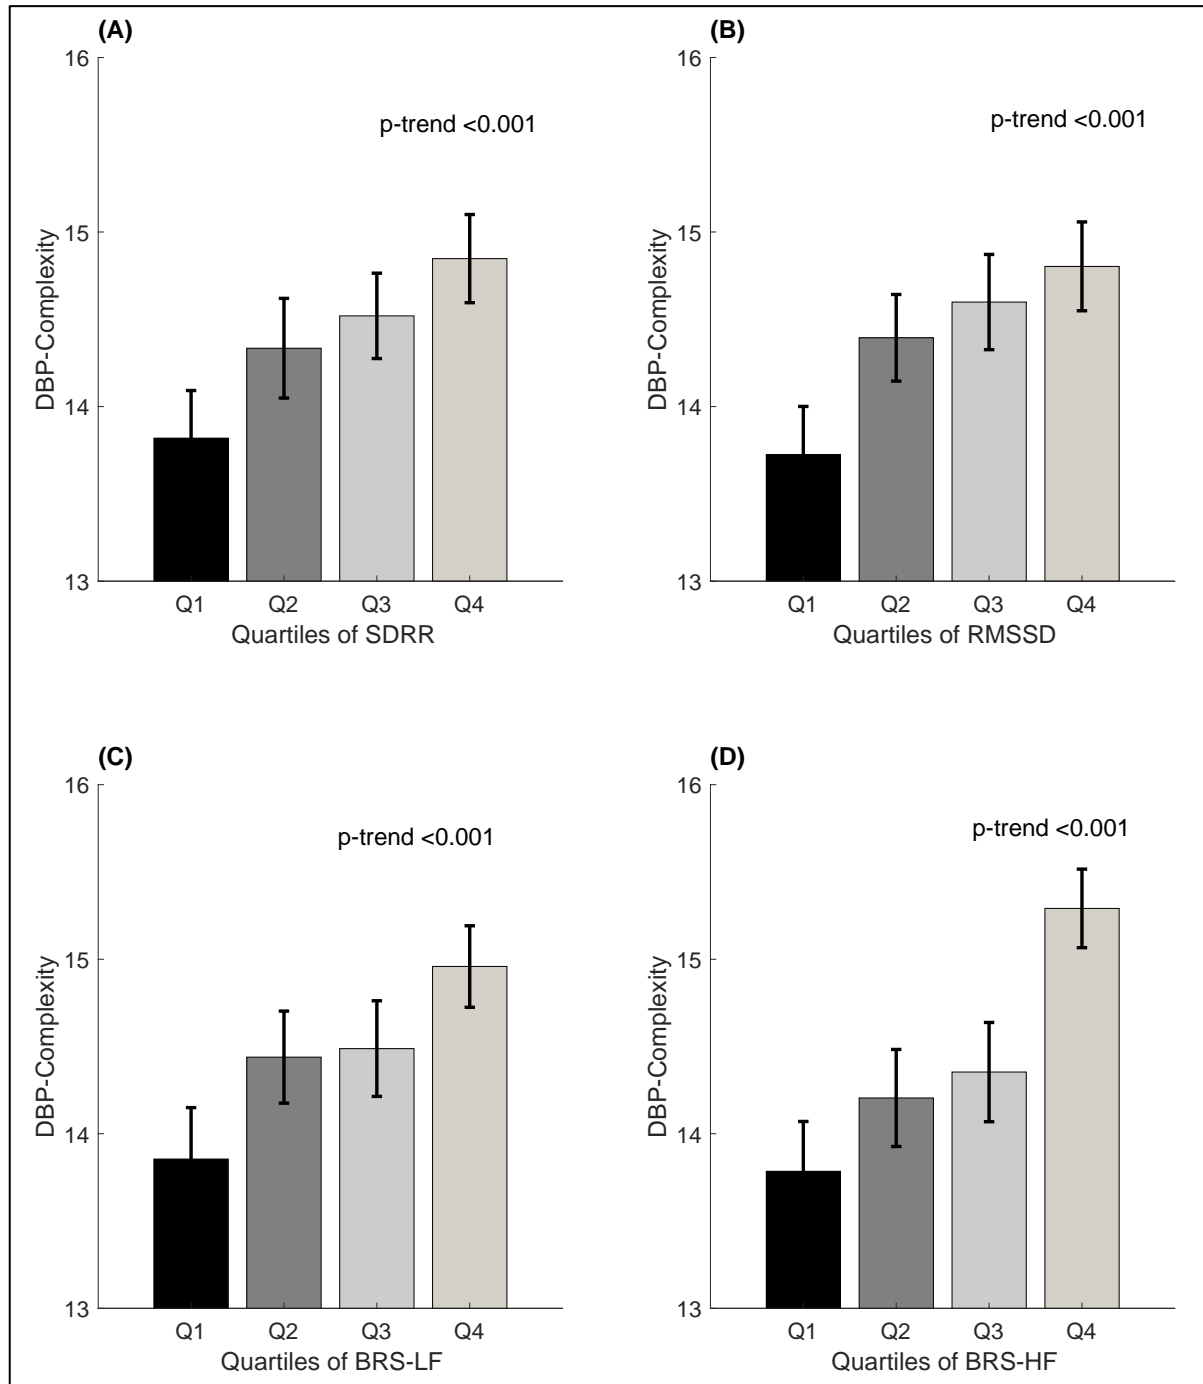 (A)
16
p-trend <0.001
15
DBP-Complexity
14
13
Q1 Q2 Q3 Q4
Quartiles of SDRR
(B)
16
p-trend <0.001
15
DBP-Complexity
14
13
Q1 Q2 Q3 Q4
Quartiles of RMSSD
(C)
16
p-trend <0.001
15
DBP-Complexity
14
13
Q1 Q2 Q3 Q4
Quartiles of BRS-LF
(D)
16
p-trend <0.001
15
DBP-Complexity
14
13
Q1 Q2 Q3 Q4
Quartiles of BRS-HF